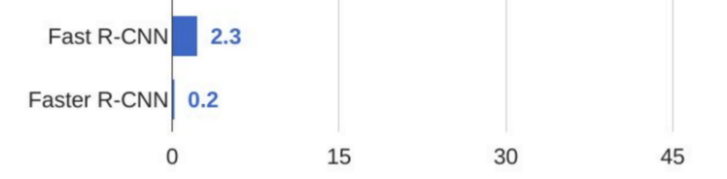 Fast R-CNN 2.3
Faster R-CNN 0.2
0 15 30 45